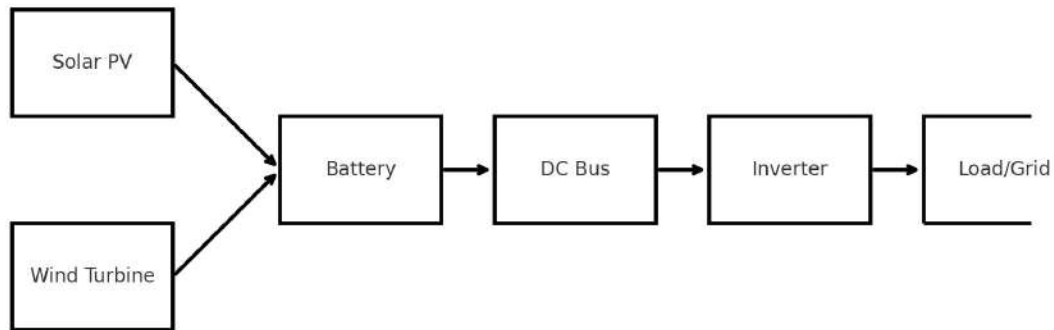 Solar PV
Battery
DC Bus
Inverter
Load/Grid
Wind Turbine